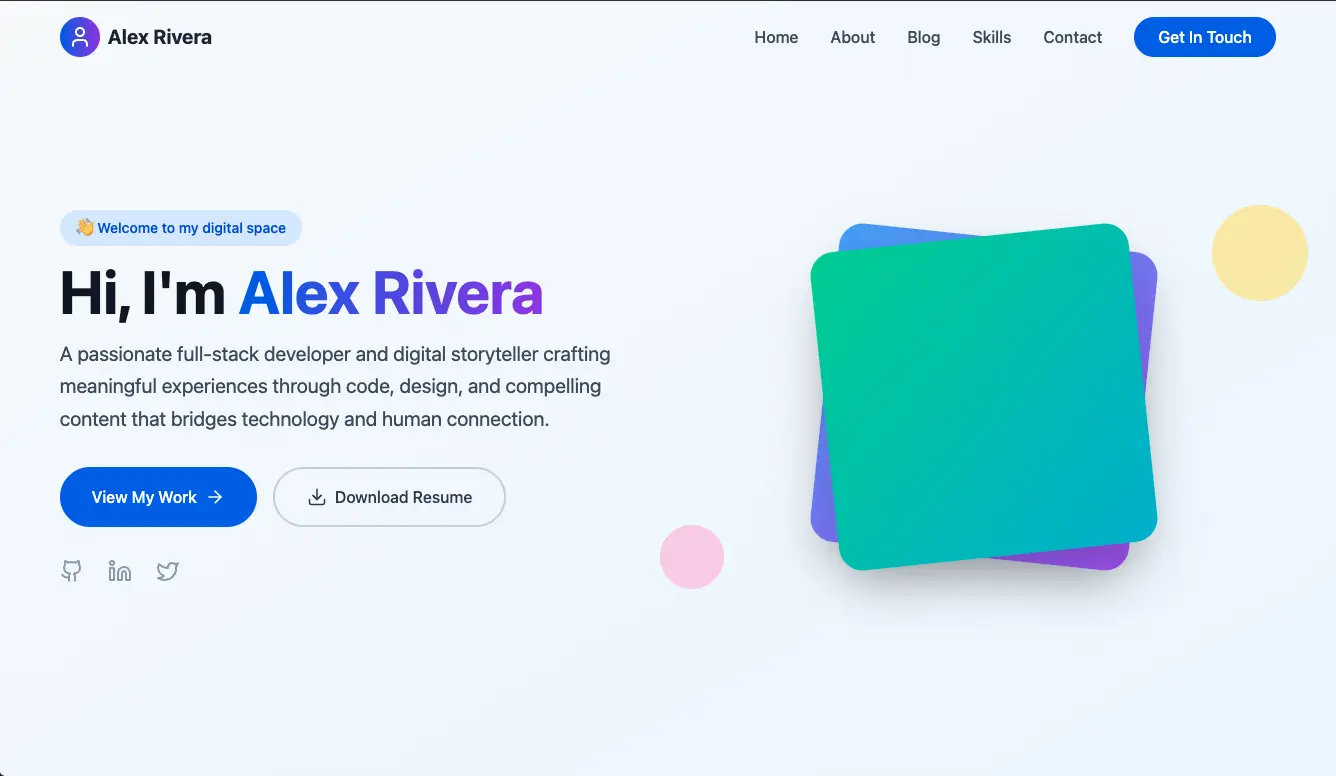 Alex Rivera
Home
About
Blog
Skills
Contact
Get In Touch
👋 Welcome to my digital space
Hi, I'm Alex Rivera
A passionate full-stack developer and digital storyteller crafting
meaningful experiences through code, design, and compelling
content that bridges technology and human connection.
View My Work →
Download Resume